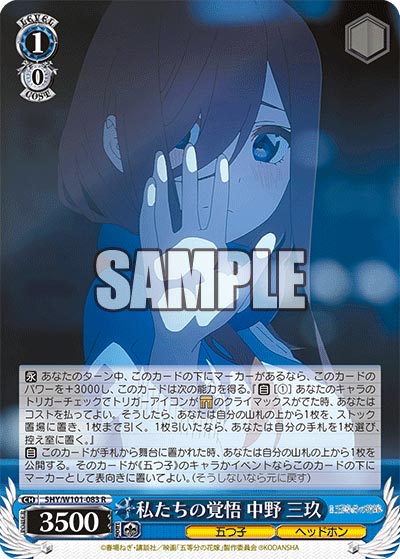 LEVEL
1
0
COST
SAMPLE
永 あなたのターン中、このカードの下にマーカーがあるなら、このカードの
パワーを+3000し、このカードは次の能力を得る。『自［①］あなたのキャラの
トリガーチェックでトリガーアイコンが のクライマックスがでた時、あなたは
コストを払ってよい。そうしたら、あなたは自分の山札の上から1枚を、ストック
置場に置き、1枚まで引く。1枚引いたなら、あなたは自分の手札を1枚選び、控
え室に置く。』
自 このカードが手札から舞台に置かれた時、あなたは自分の山札の上から1枚を
公開する。そのカードが《五つ子》のキャラかイベントならこのカードの下にマーカー
として表向きに置いてよい。(そうしないなら元に戻す)
CH 5HY/W101-083 R
私たちの覚悟 中野 三玖
3500
五つ子
ヘッドホン
©春場ねぎ・講談社/映画「五等分の花嫁」製作委員会 ©KODANSHA